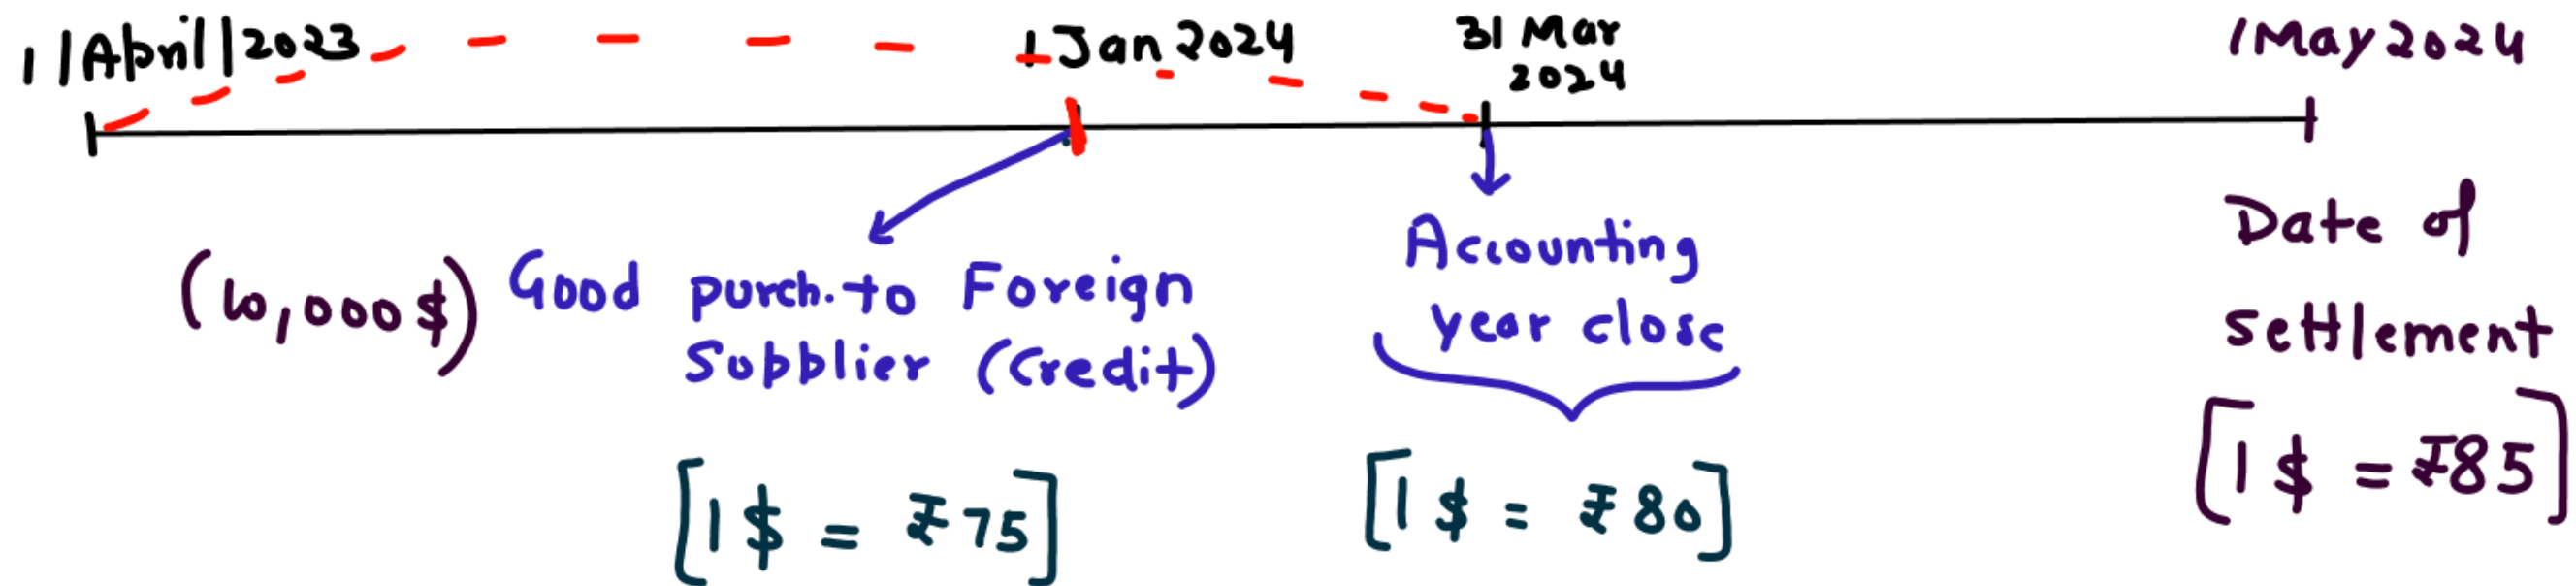 1 | April | 2023
1 Jan 2024
31 Mar
2024
1 May 2024
(10,000 $) Good purch. to Foreign
Supplier (Credit)
[1 $ = ₹75]
Accounting
year close
[1 $ = ₹80]
Date of
settlement
[1 $ = ₹85]